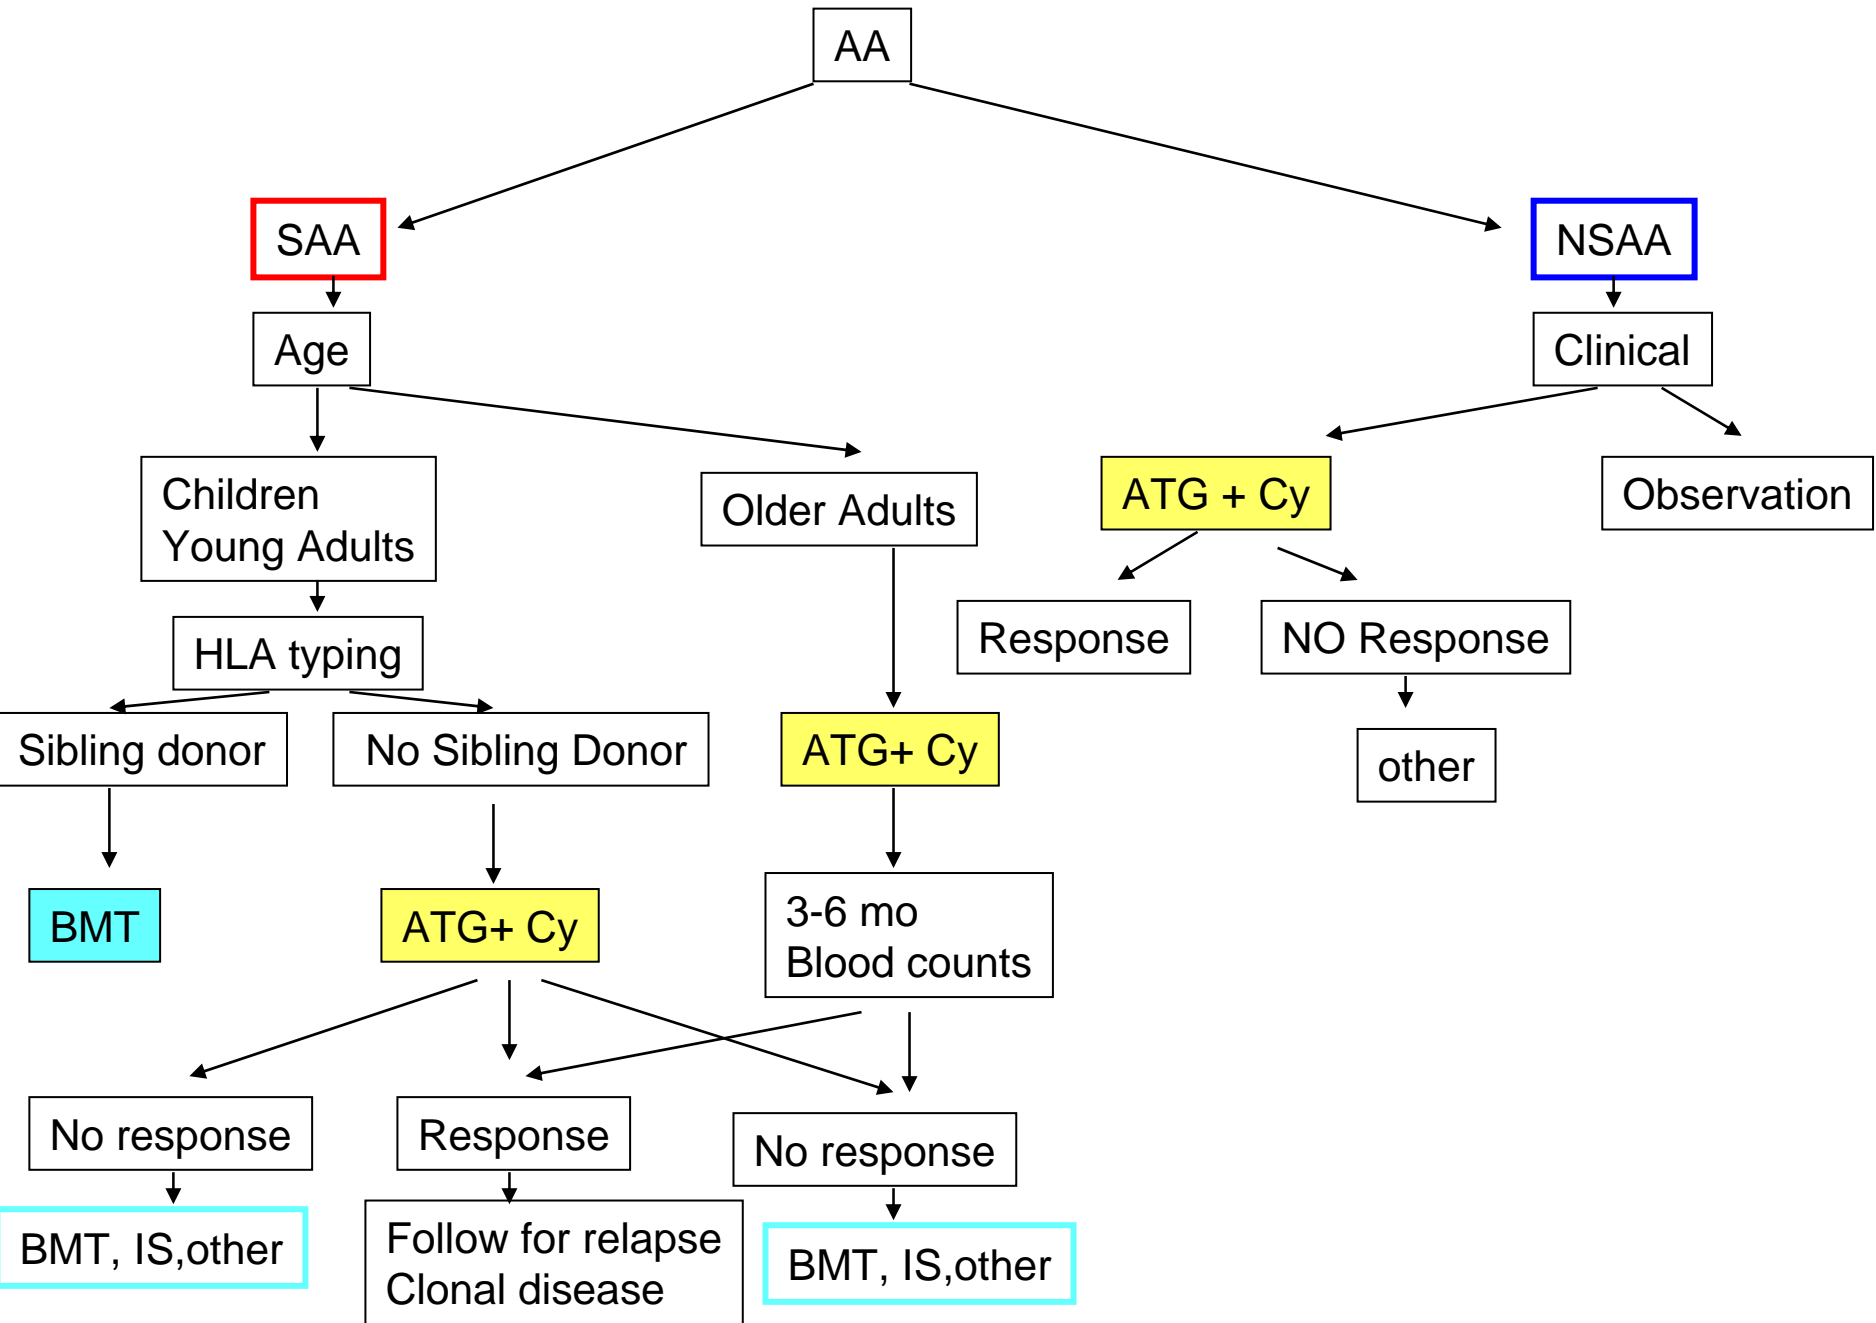 AA
SAA
NSAA
Age
Clinical
Children
Young Adults
Older Adults
ATG + Cy
Observation
HLA typing
Response
NO Response
Sibling donor
No Sibling Donor
ATG+ Cy
other
BMT
ATG+ Cy
3-6 mo
Blood counts
No response
Response
No response
BMT, IS,other
Follow for relapse
Clonal disease
BMT, IS,other